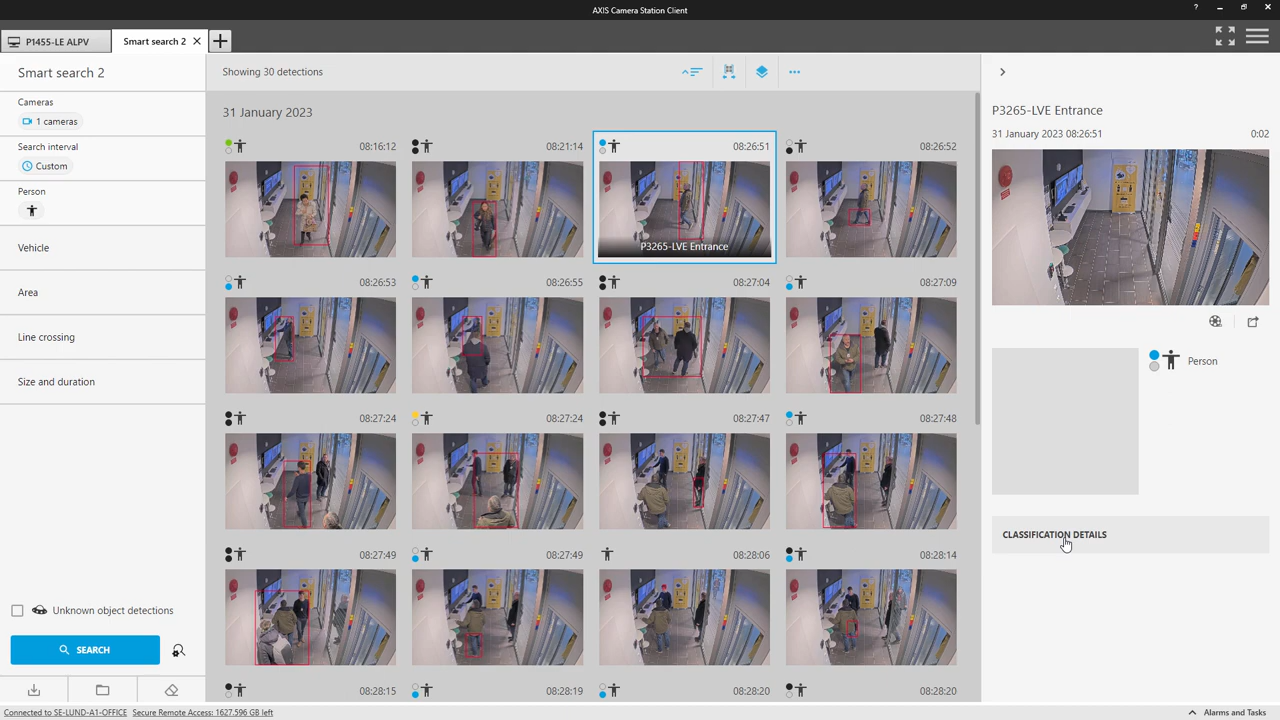 AXIS Camera Station Client
?
P1455-LE ALPV
Smart search 2
Smart search 2
Cameras
1 cameras
Search interval
Custom
Person
Vehicle
Area
Line crossing
Size and duration
Unknown object detections
SEARCH
Showing 30 detections
31 January 2023
08:16:12
08:21:14
08:26:51
08:26:52
P3265-LVE Entrance
08:26:53
08:26:55
08:27:04
08:27:09
08:27:24
08:27:24
08:27:47
08:27:48
08:27:49
08:27:49
08:28:06
08:28:14
08:28:15
08:28:19
08:28:20
08:28:20
P3265-LVE Entrance
31 January 2023 08:26:51
0:02
Person
CLASSIFICATION DETAILS
Connected to SE-LUND-A1-OFFICE
Secure Remote Access: 1627.596 GB left
Alarms and Tasks